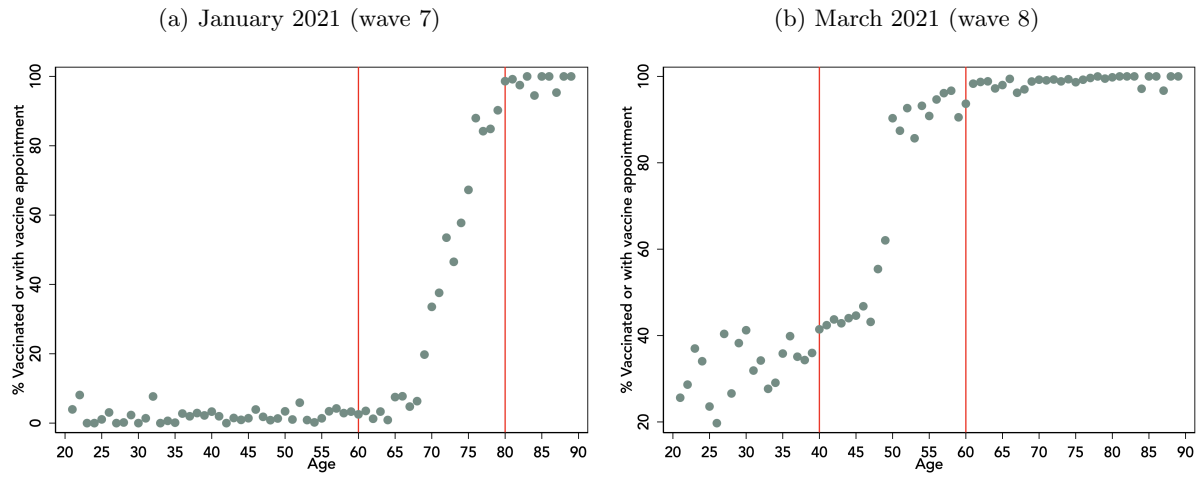 (a) January 2021 (wave 7)
% Vaccinated or with vaccine appointment
100
80
60
40
20
0
20 25 30 35 40 45 50 55 60 65 70 75 80 85 90
Age
(b) March 2021 (wave 8)
% Vaccinated or with vaccine appointment
100
80
60
40
20
20 25 30 35 40 45 50 55 60 65 70 75 80 85 90
Age